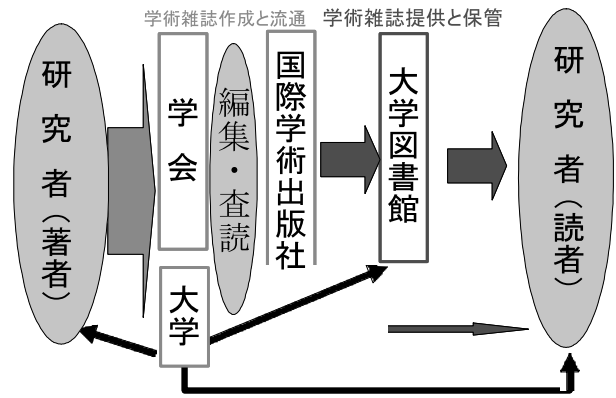 学術雑誌作成と流通
学術雑誌提供と保管
研究者(著者)
学会
編集・査読
国際学術出版社
大学図書館
研究者(読者)
大学